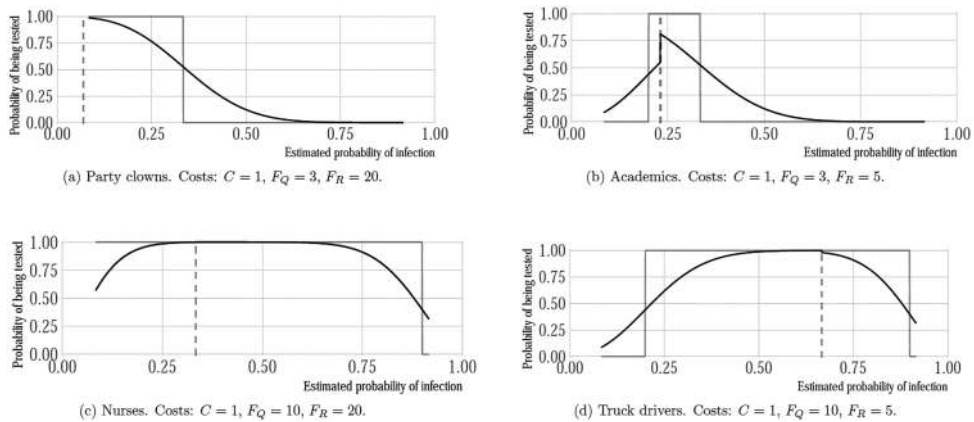 Probability of being tested
1.00
0.75
0.50
0.25
0.00
0.00 0.25 0.50 0.75 1.00
Estimated probability of infection
(a) Party clowns. Costs: C = 1, F_Q = 3, F_R = 20.
Probability of being tested
1.00
0.75
0.50
0.25
0.00
0.00 0.25 0.50 0.75 1.00
Estimated probability of infection
(b) Academics. Costs: C = 1, F_Q = 3, F_R = 5.
Probability of being tested
1.00
0.75
0.50
0.25
0.00
0.00 0.25 0.50 0.75 1.00
Estimated probability of infection
(c) Nurses. Costs: C = 1, F_Q = 10, F_R = 20.
Probability of being tested
1.00
0.75
0.50
0.25
0.00
0.00 0.25 0.50 0.75 1.00
Estimated probability of infection
(d) Truck drivers. Costs: C = 1, F_Q = 10, F_R = 5.